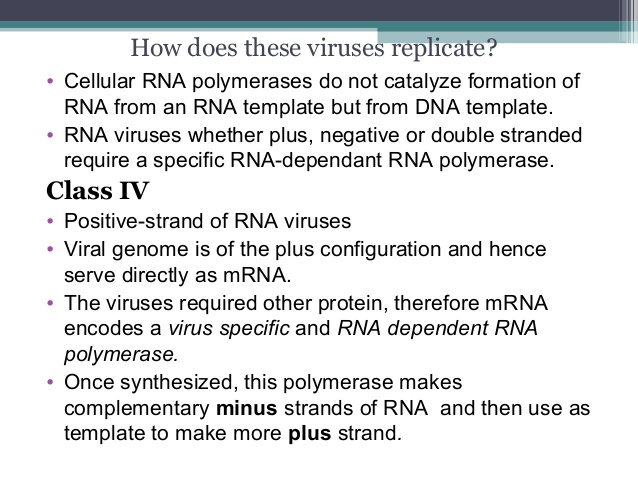 How does these viruses replicate?
• Cellular RNA polymerases do not catalyze formation of
RNA from an RNA template but from DNA template.
• RNA viruses whether plus, negative or double stranded
require a specific RNA-dependant RNA polymerase.
Class IV
• Positive-strand of RNA viruses
• Viral genome is of the plus configuration and hence
serve directly as mRNA.
• The viruses required other protein, therefore mRNA
encodes a virus specific and RNA dependent RNA
polymerase.
• Once synthesized, this polymerase makes
complementary minus strands of RNA and then use as
template to make more plus strand.